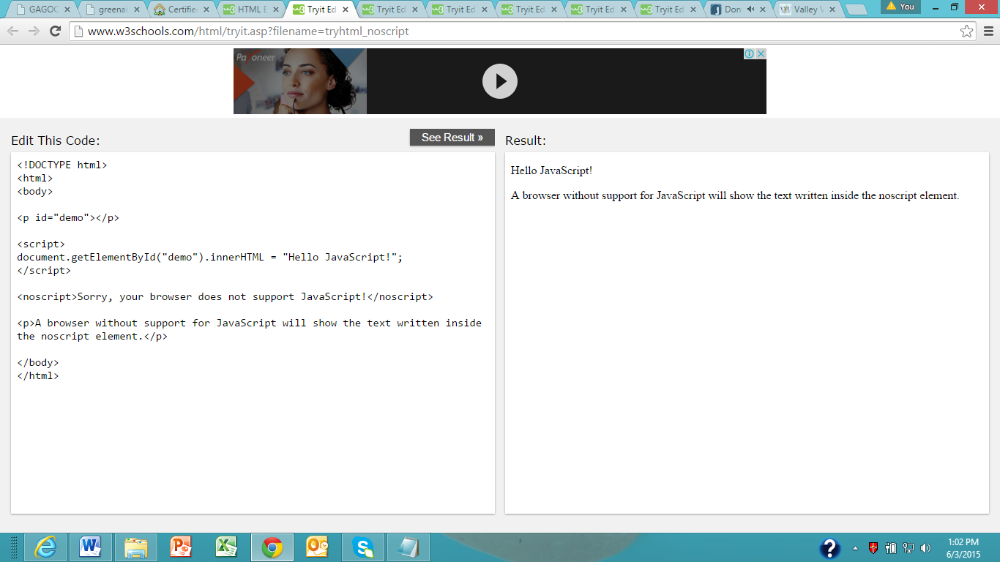 GAGOC
greenai
Certifie
HTML E
Tryit Ed
Tryit Ed
Tryit Ed
Tryit Ed
Tryit Ed
Tryit Ed
Don
Valley V
You
www.w3schools.com/html/tryit.asp?filename=tryhtml_noscript
Payoneer
Edit This Code:
See Result »
Result:
<!DOCTYPE html>
<html>
<body>
<p id="demo"></p>
<script>
document.getElementById("demo").innerHTML = "Hello JavaScript!";
</script>
<noscript>Sorry, your browser does not support JavaScript!</noscript>
<p>A browser without support for JavaScript will show the text written inside
the noscript element.</p>
</body>
</html>
Hello JavaScript!
A browser without support for JavaScript will show the text written inside the noscript element.
1:02 PM
6/3/2015